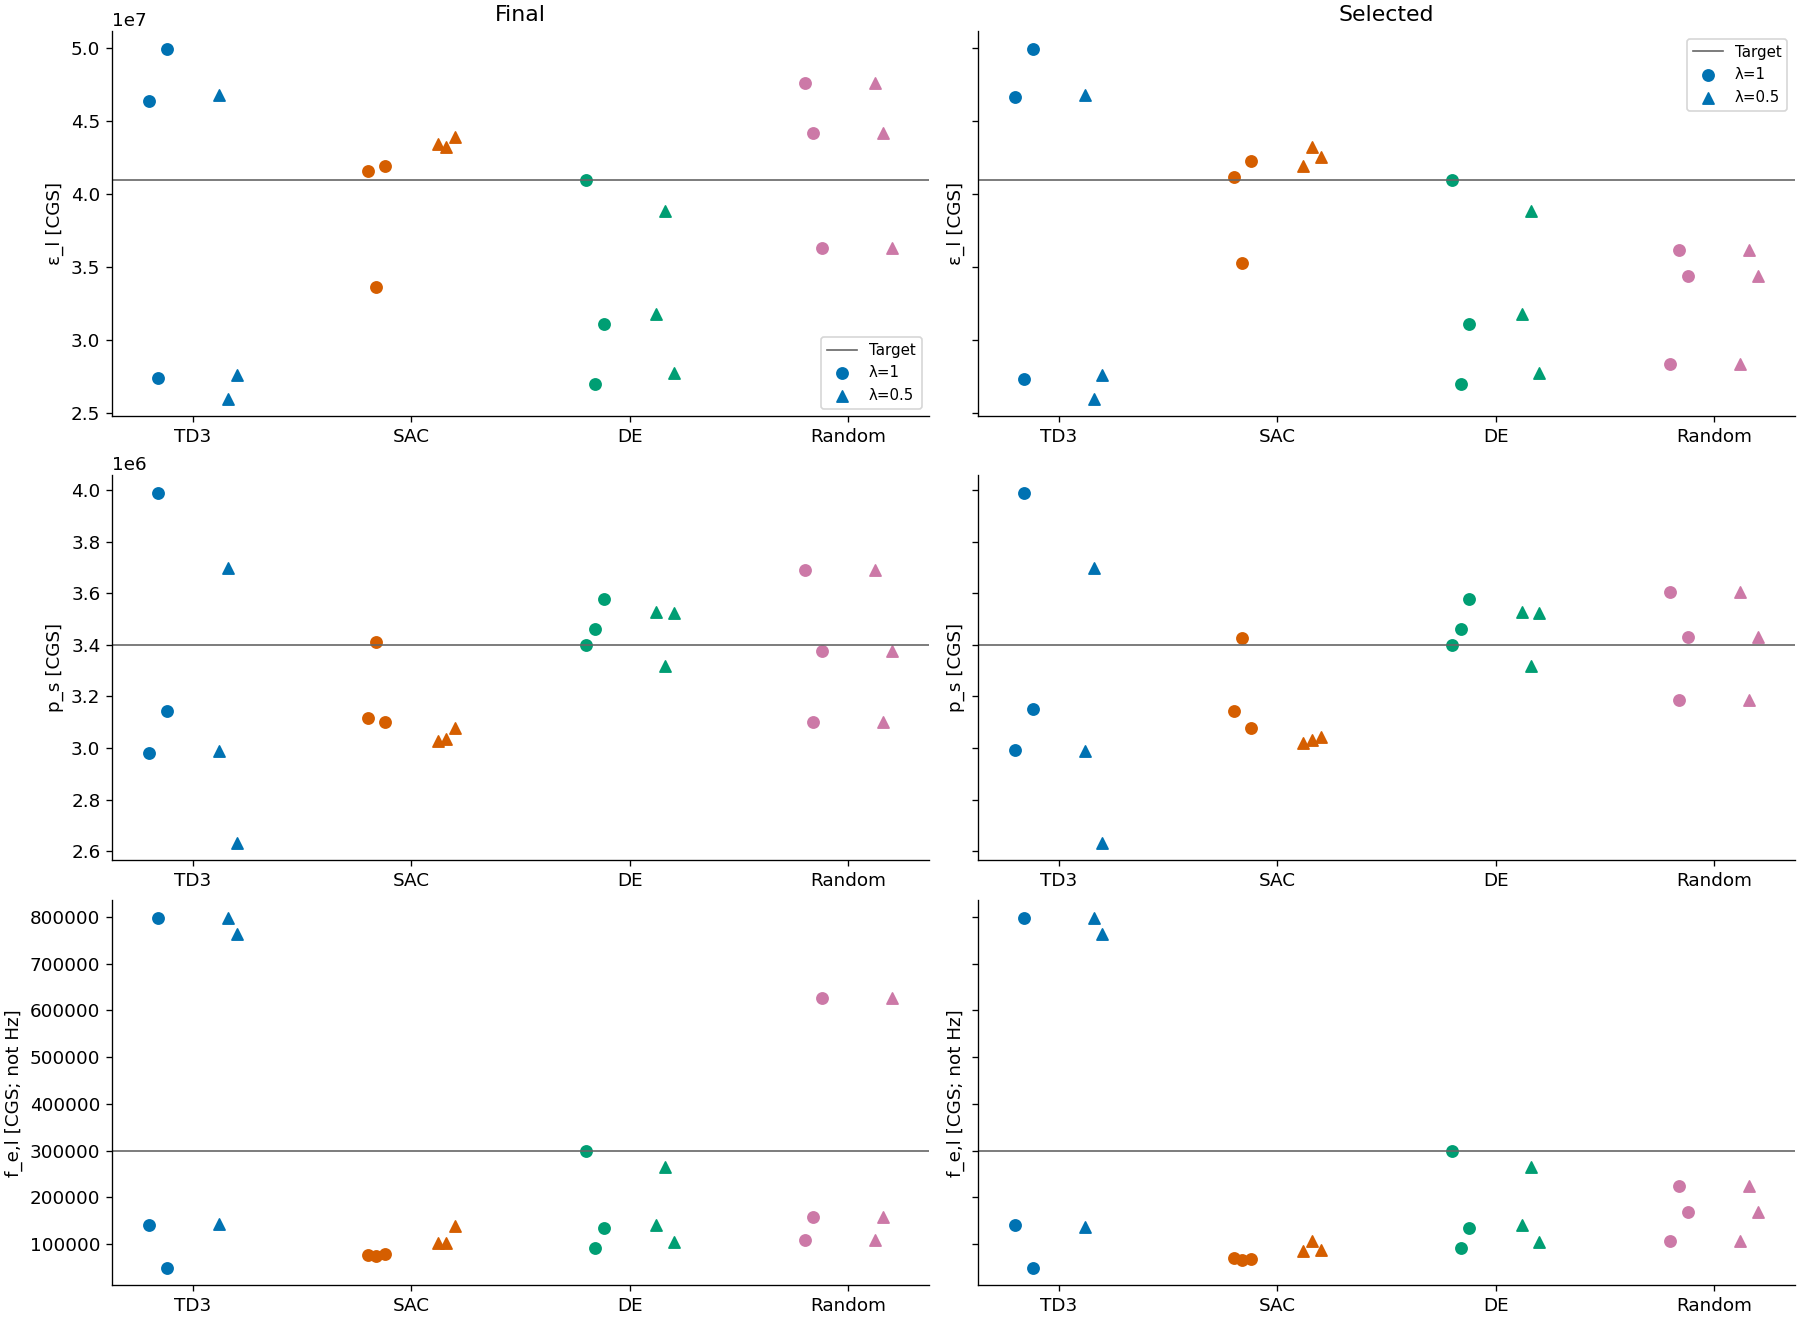 Final
Selected
1e7
5.0
4.5
4.0
3.5
3.0
2.5
ε_l [CGS]
Target
λ=1
λ=0.5
TD3 SAC DE Random
ε_l [CGS]
Target
λ=1
λ=0.5
TD3 SAC DE Random
1e6
4.0
3.8
3.6
3.4
3.2
3.0
2.8
2.6
p_s [CGS]
TD3 SAC DE Random
p_s [CGS]
TD3 SAC DE Random
800000
700000
600000
500000
400000
300000
200000
100000
f_e,l [CGS; not Hz]
TD3 SAC DE Random
f_e,l [CGS; not Hz]
TD3 SAC DE Random